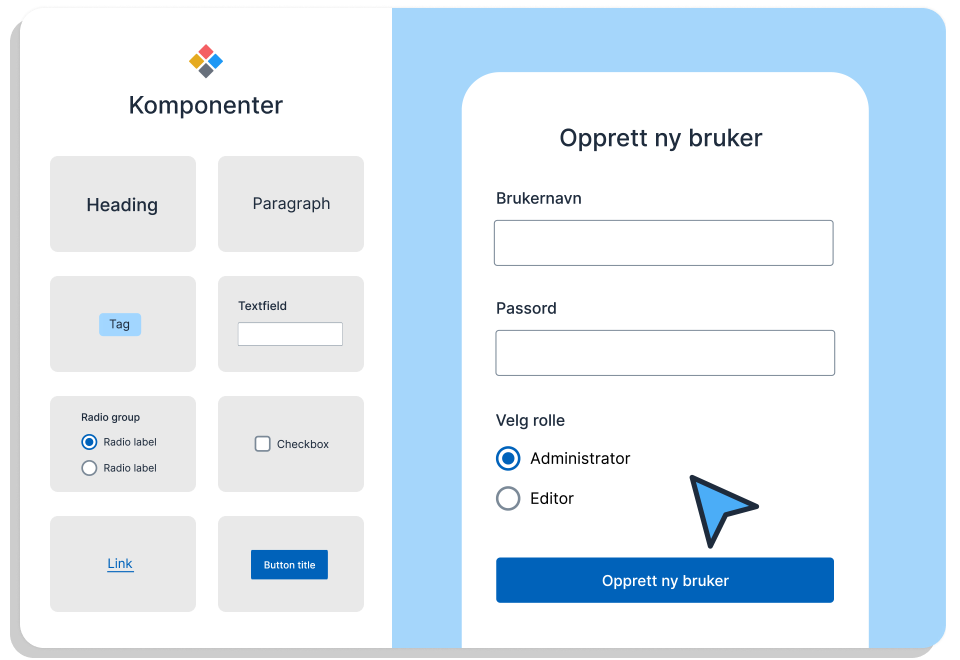 Komponenter
Heading
Paragraph
Tag
Textfield
Radio group
Radio label
Radio label
Checkbox
Link
Button title
Opprett ny bruker
Brukernavn
Passord
Velg rolle
Administrator
Editor
Opprett ny bruker